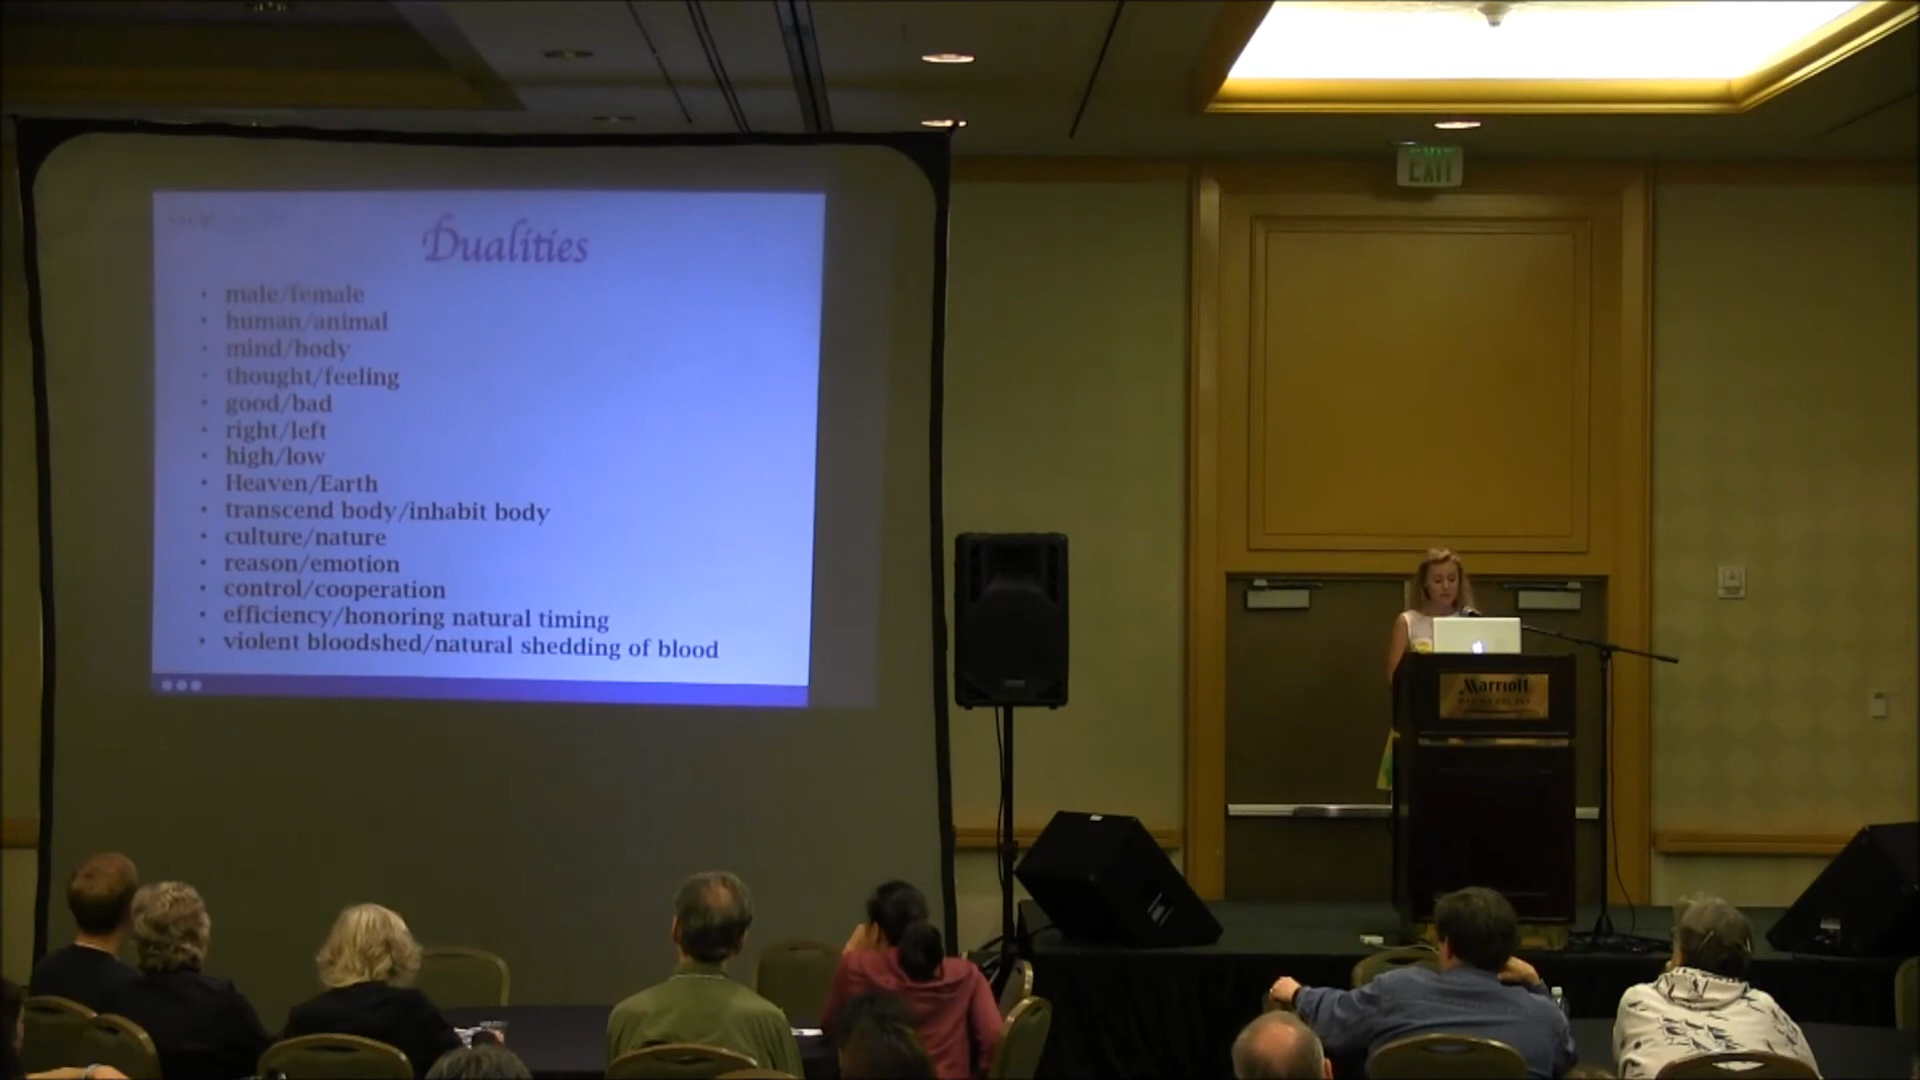 Dualities
• male/female
• human/animal
• mind/body
• thought/feeling
• good/bad
• right/left
• high/low
• Heaven/Earth
• transcend body/inhabit body
• culture/nature
• reason/emotion
• control/cooperation
• efficiency/honoring natural timing
• violent bloodshed/natural shedding of blood
EXIT
Marriott